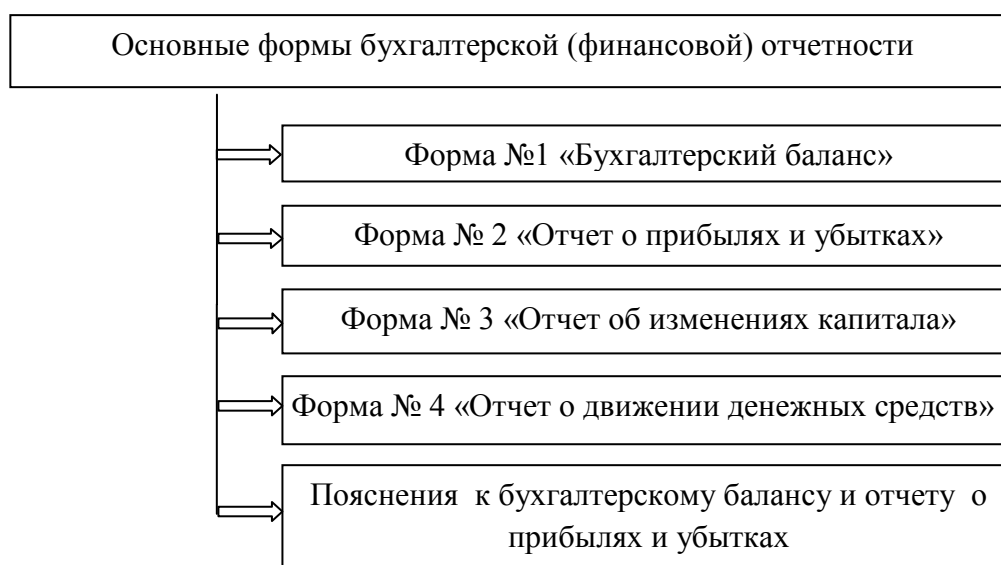 Основные формы бухгалтерской (финансовой) отчетности
Форма №1 «Бухгалтерский баланс»
Форма № 2 «Отчет о прибылях и убытках»
Форма № 3 «Отчет об изменениях капитала»
Форма № 4 «Отчет о движении денежных средств»
Пояснения к бухгалтерскому балансу и отчету о
прибылях и убытках